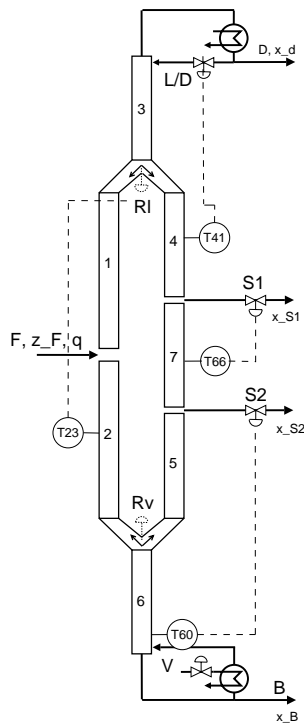 D, x_d
L/D
3
Rl
1
4
T41
S1
x_S1
F, z_F, q
7
T66
S2
x_S2
T23
2
5
Rv
6
T60
V
B
x_B